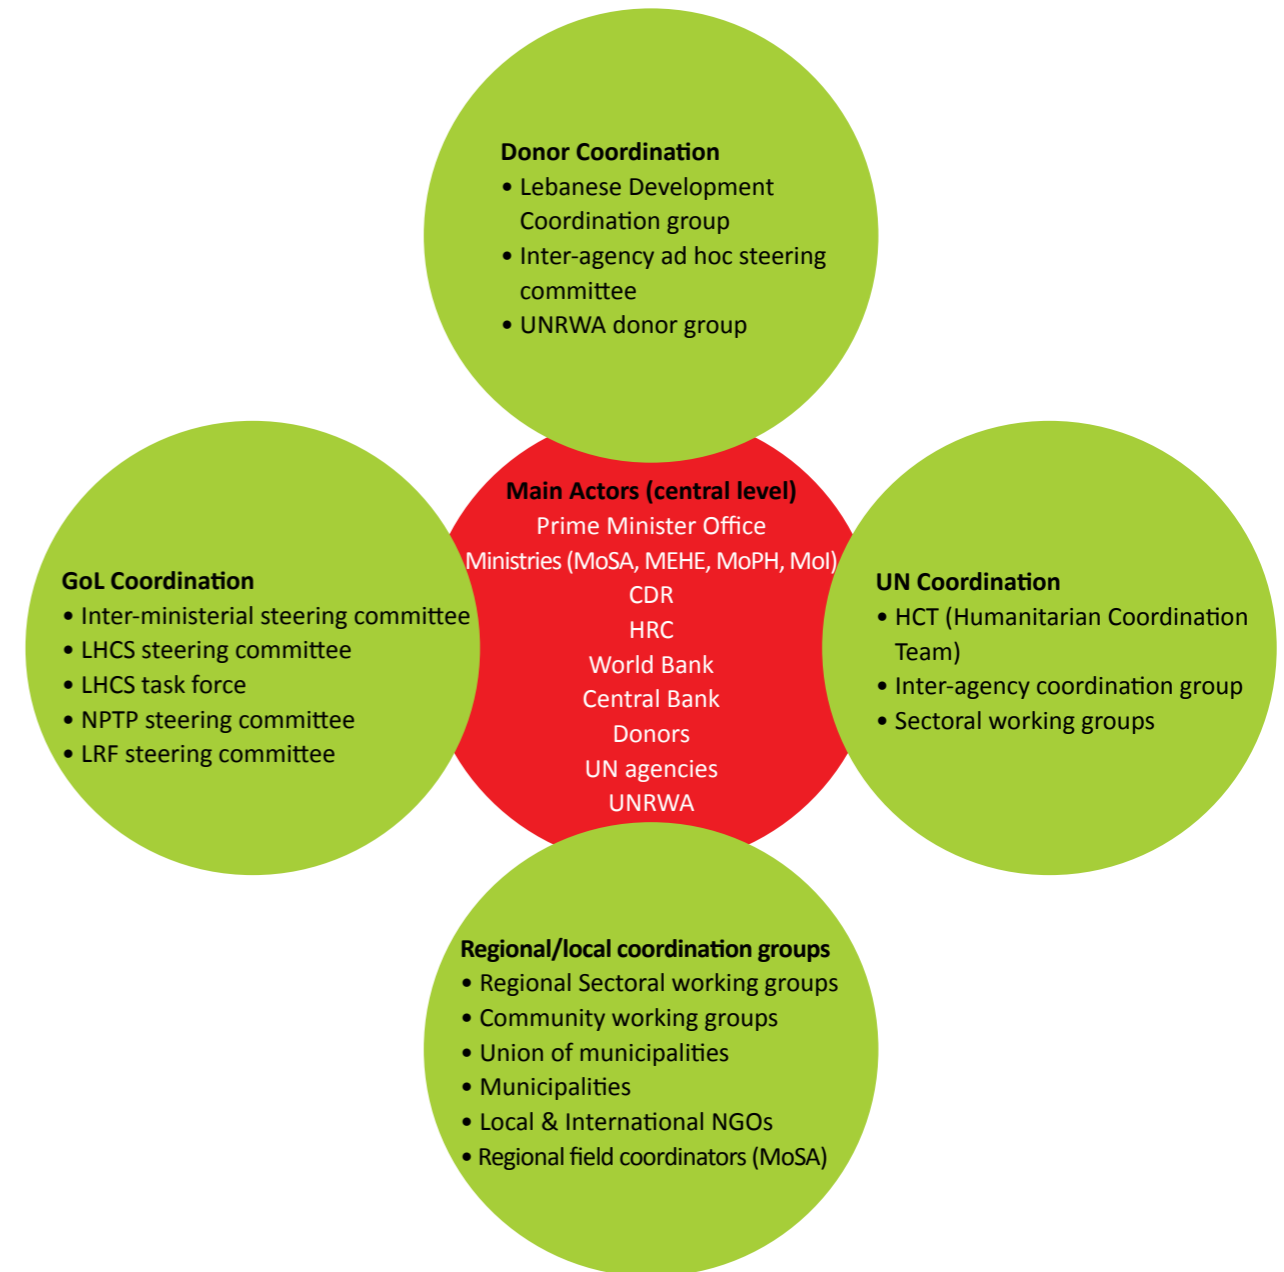 Donor Coordination
• Lebanese Development
Coordination group
• Inter-agency ad hoc steering
committee
• UNRWA donor group
Main Actors (central level)
Prime Minister Office
Ministries (MoSA, MEHE, MoPH, MoI)
CDR
HRC
World Bank
Central Bank
Donors
UN agencies
UNRWA
GoL Coordination
• Inter-ministerial steering committee
• LHCS steering committee
• LHCS task force
• NPTP steering committee
• LRF steering committee
UN Coordination
• HCT (Humanitarian Coordination
Team)
• Inter-agency coordination group
• Sectoral working groups
Regional/local coordination groups
• Regional Sectoral working groups
• Community working groups
• Union of municipalities
• Municipalities
• Local & International NGOs
• Regional field coordinators (MoSA)